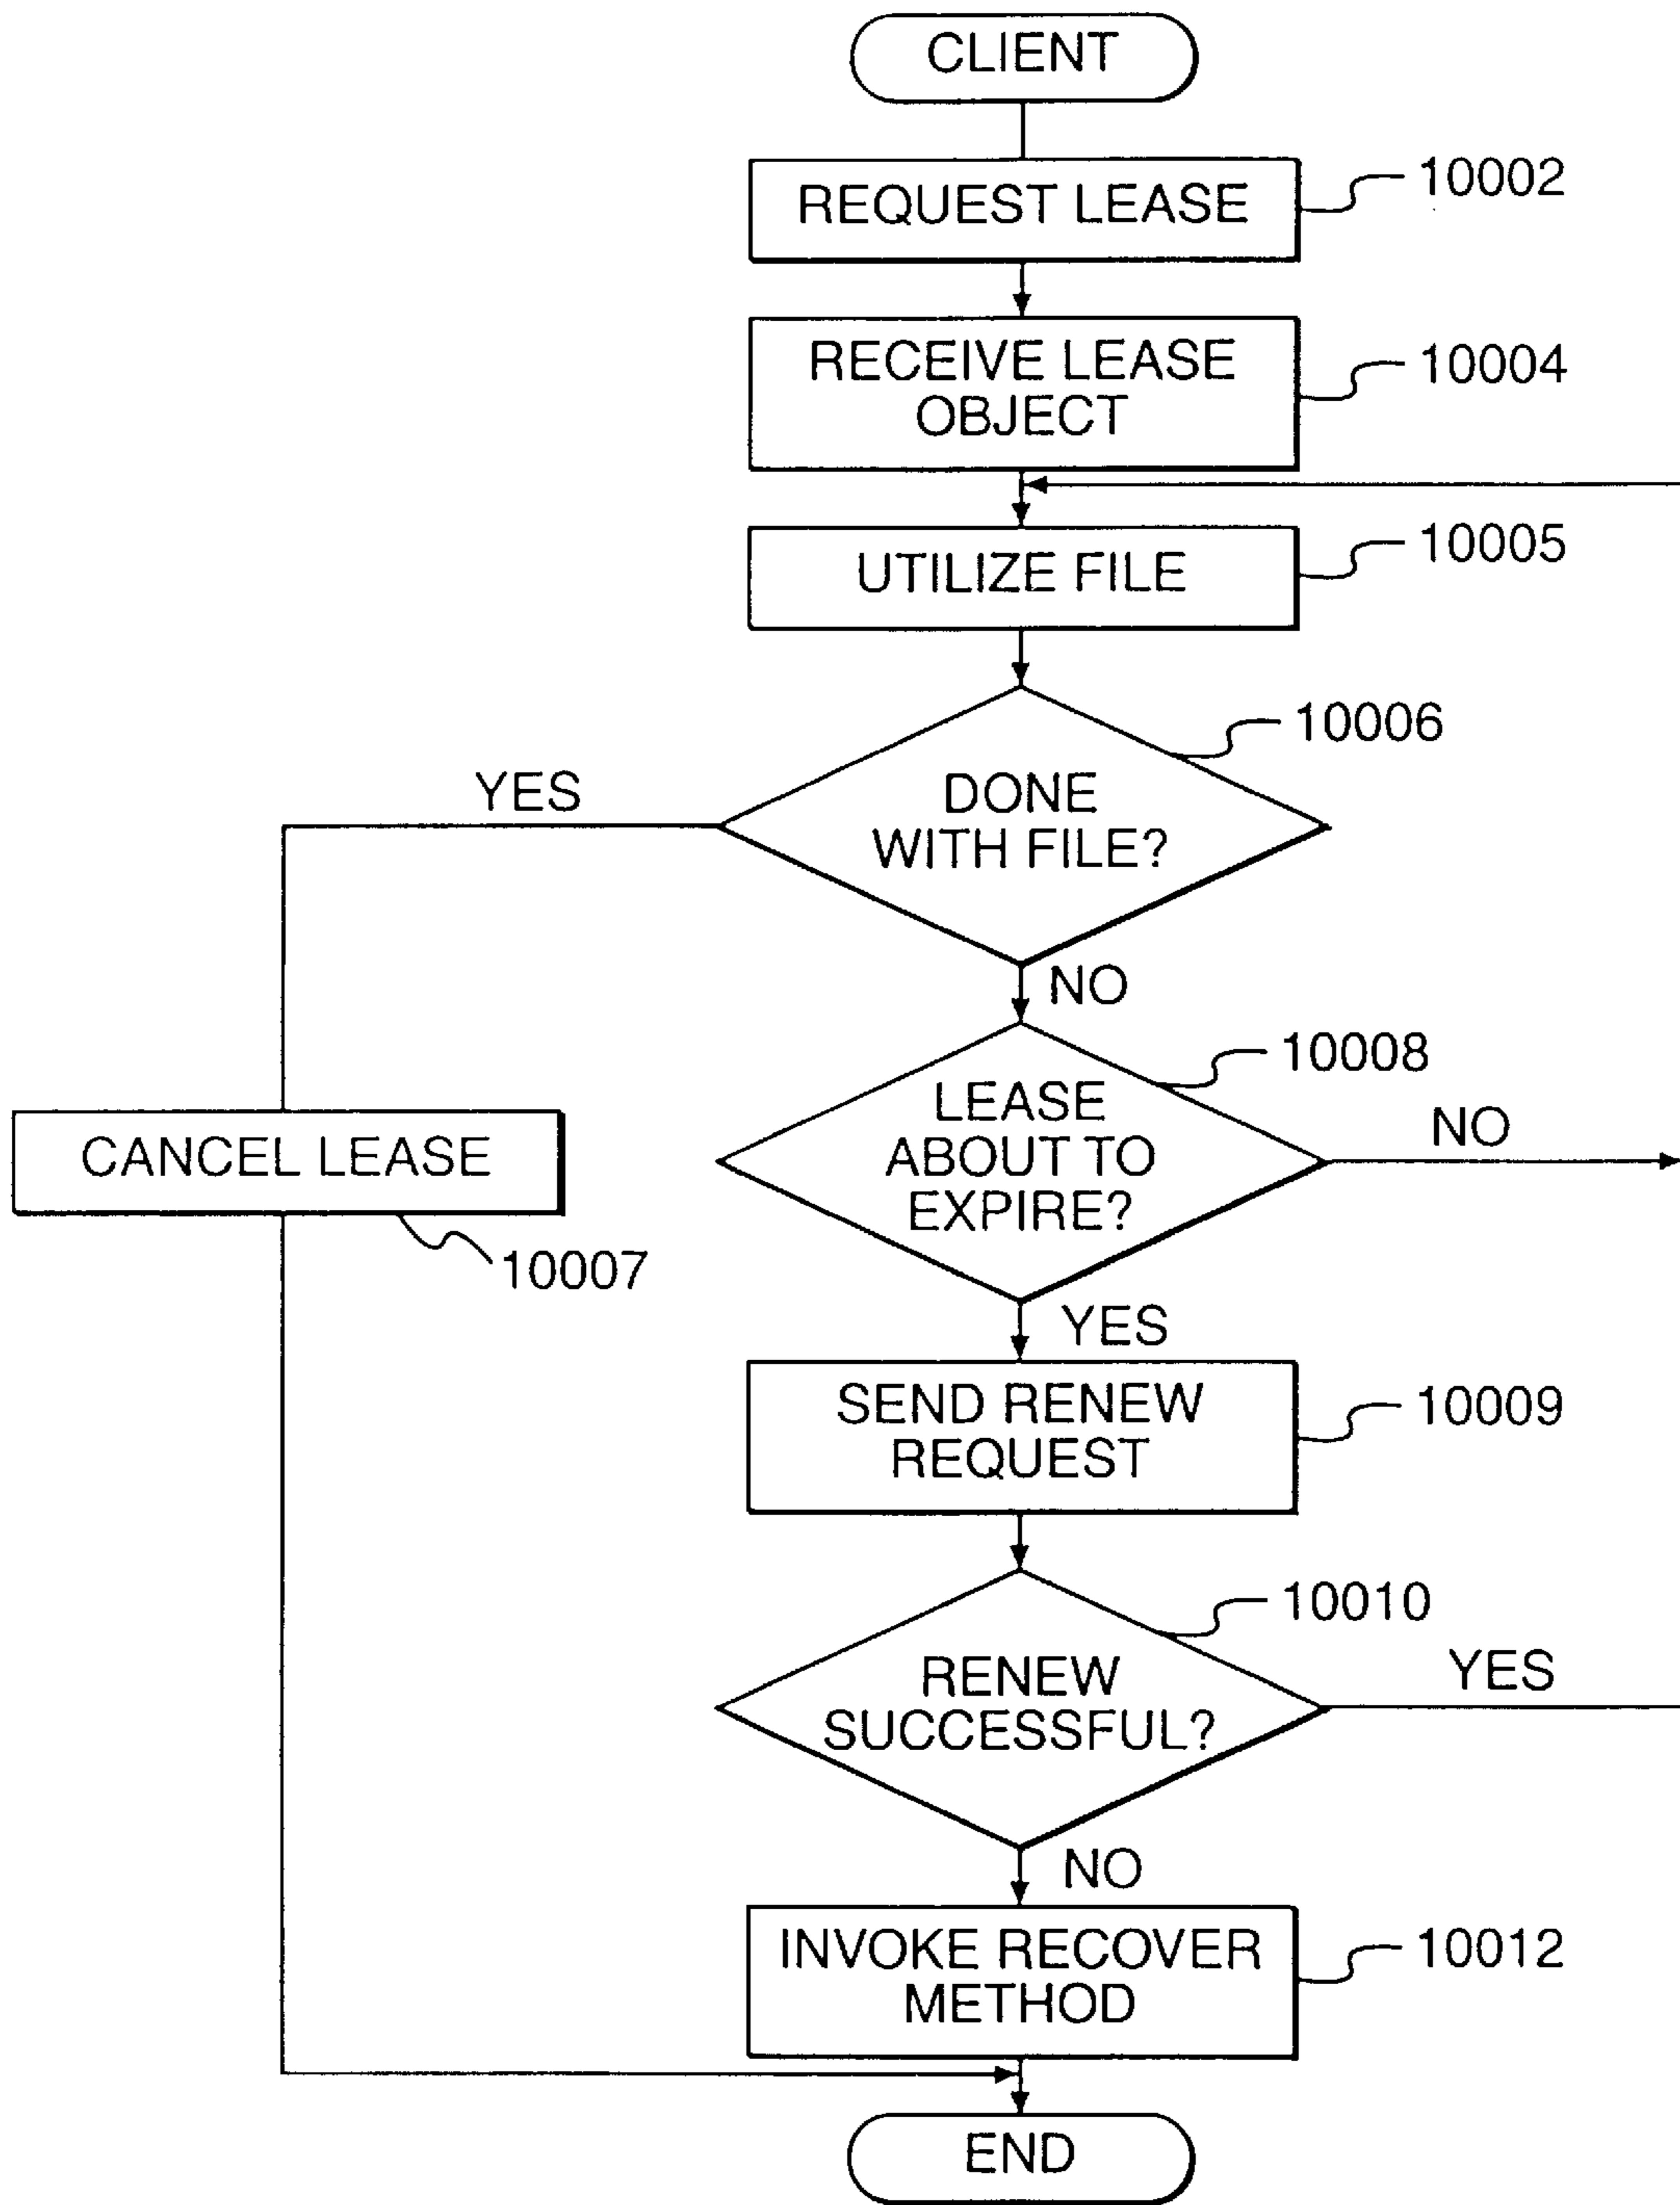 CLIENT
REQUEST LEASE
10002
RECEIVE LEASE
OBJECT
10004
UTILIZE FILE
10005
10006
YES
DONE
WITH FILE?
NO
10008
LEASE
ABOUT TO
EXPIRE?
NO
CANCEL LEASE
10007
YES
SEND RENEW
REQUEST
10009
10010
RENEW
SUCCESSFUL?
YES
NO
INVOKE RECOVER
METHOD
10012
END